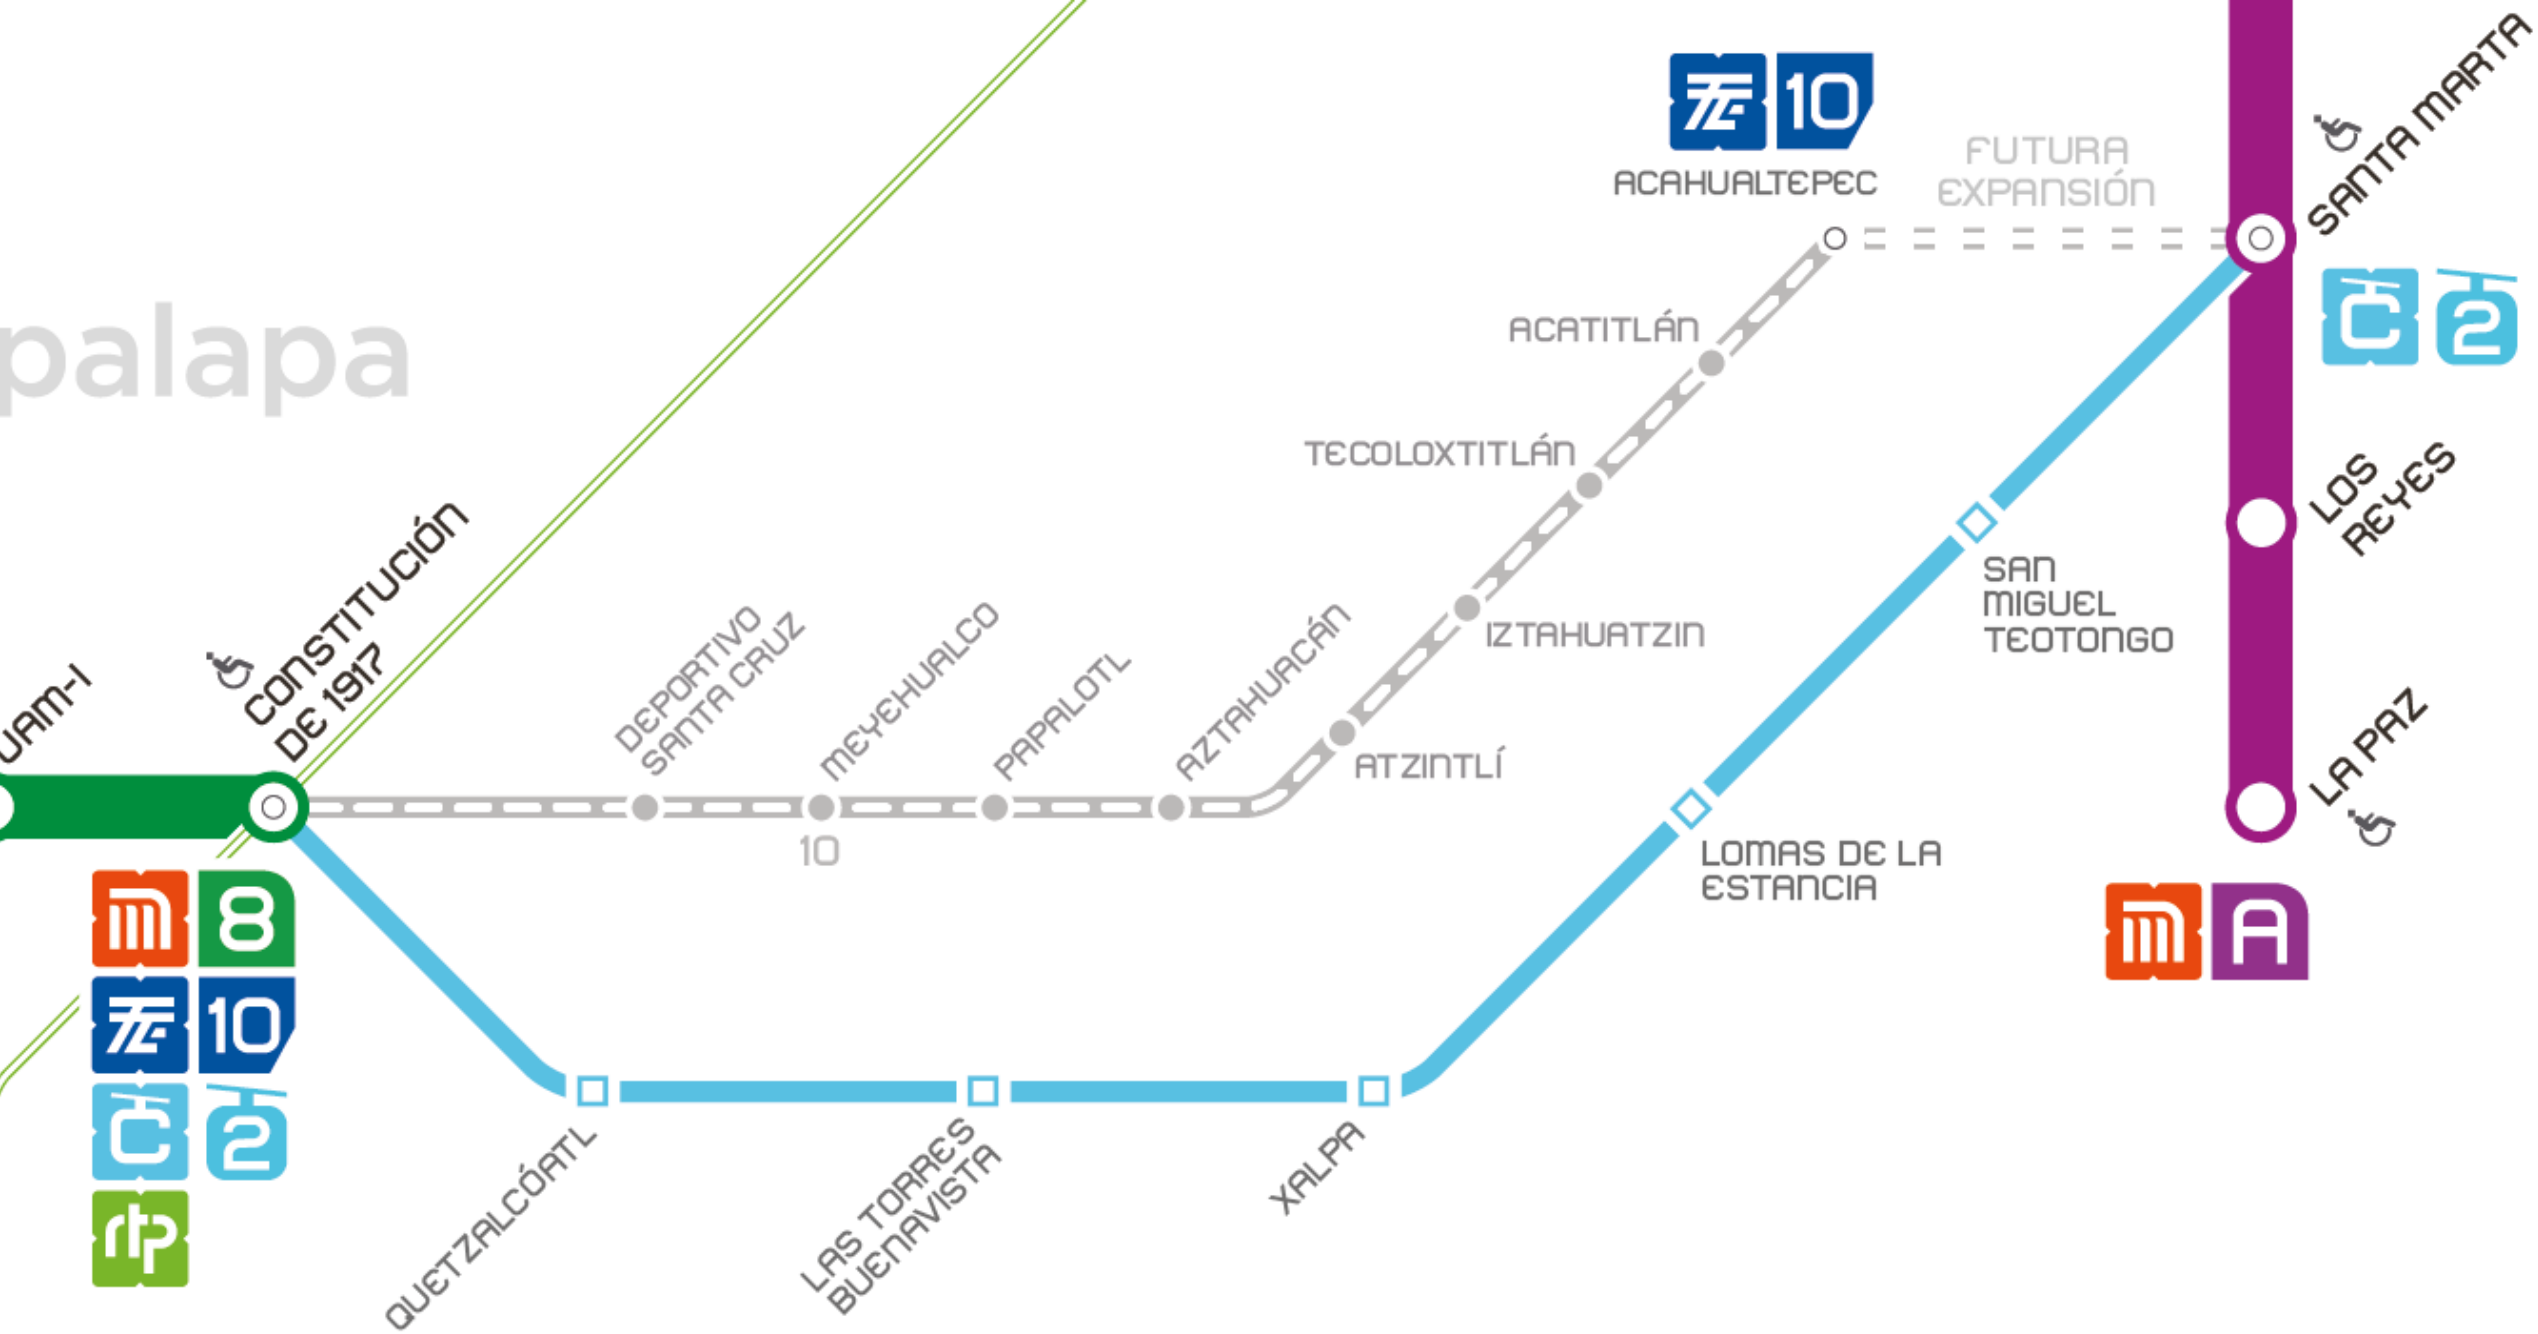 10
ACAHUALTEPEC
FUTURA
EXPANSIÓN
SANTA MARTA
C 2
palapa
ACATITLÁN
TECOLOXTITLÁN
IZTAHUATZIN
ATZINTLÍ
LOS
REYES
SAN
MIGUEL
TEOTONGO
UAM-I
CONSTITUCIÓN
DE 1917
DEPORTIVO
SANTA CRUZ
MEYEHUALCO
PAPALOTL
AZTAHUACÁN
10
LA PAZ
LOMAS DE LA
ESTANCIA
A
8
10
C 2
rtp
QUETZALCÓATL
LAS TORRES
BUENAVISTA
XALPA